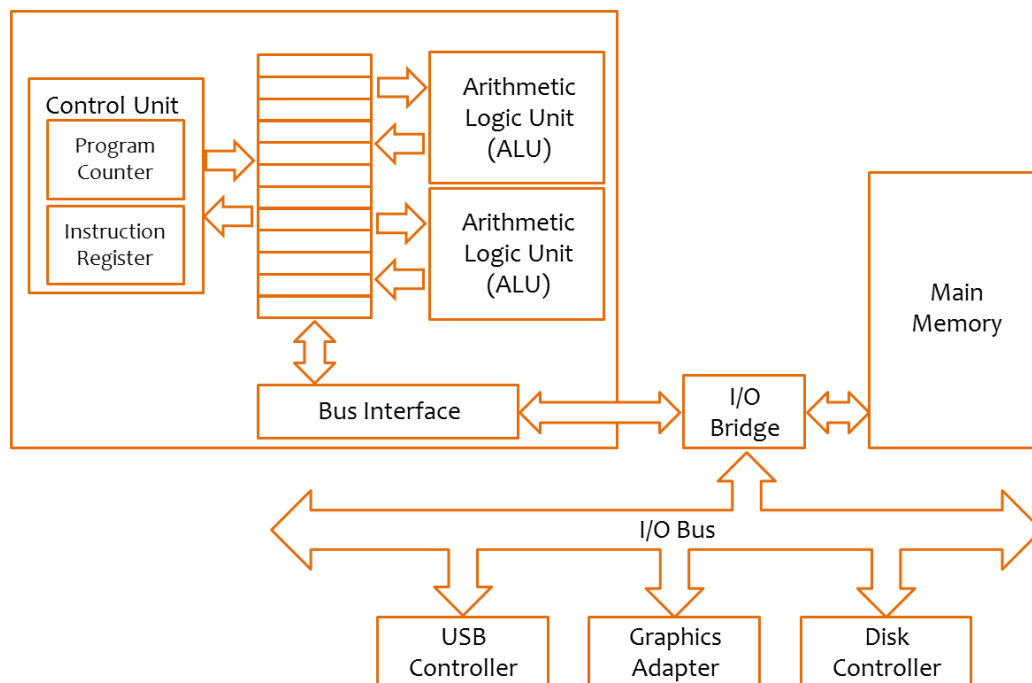 Control Unit
Program
Counter
Instruction
Register
Arithmetic
Logic Unit
(ALU)
Arithmetic
Logic Unit
(ALU)
Bus Interface
I/O
Bridge
Main
Memory
I/O Bus
USB
Controller
Graphics
Adapter
Disk
Controller